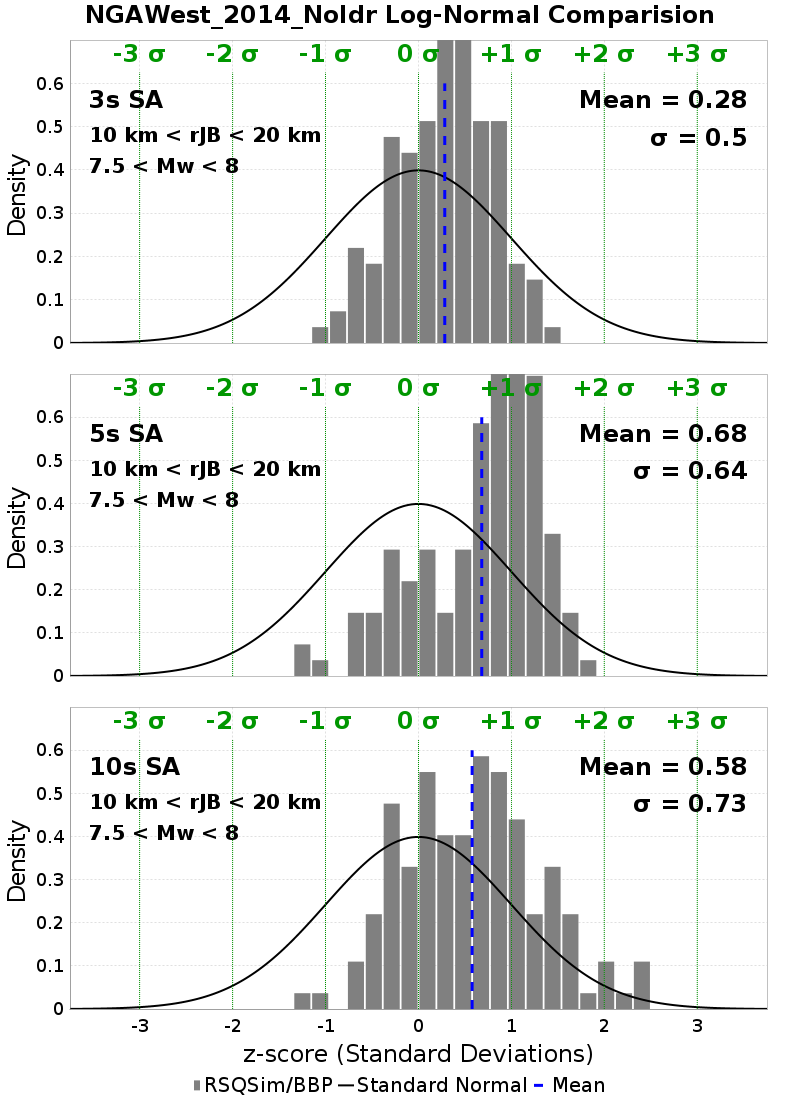 NGAWest_2014_NoIdr Log-Normal Comparision
-3 σ -2 σ -1 σ 0 σ +1 σ +2 σ +3 σ
0.6
3s SA Mean = 0.28
0.5
10 km < rJB < 20 km σ = 0.5
7.5 < Mw < 8
0.4
0.3
0.2
0.1
0
Density
-3 σ -2 σ -1 σ 0 σ +1 σ +2 σ +3 σ
0.6
5s SA Mean = 0.68
0.5
10 km < rJB < 20 km σ = 0.64
7.5 < Mw < 8
0.4
0.3
0.2
0.1
0
Density
-3 σ -2 σ -1 σ 0 σ +1 σ +2 σ +3 σ
0.6
10s SA Mean = 0.58
0.5
10 km < rJB < 20 km σ = 0.73
7.5 < Mw < 8
0.4
0.3
0.2
0.1
0
Density
-3 -2 -1 0 1 2 3
z-score (Standard Deviations)
RSQSim/BBP Standard Normal Mean